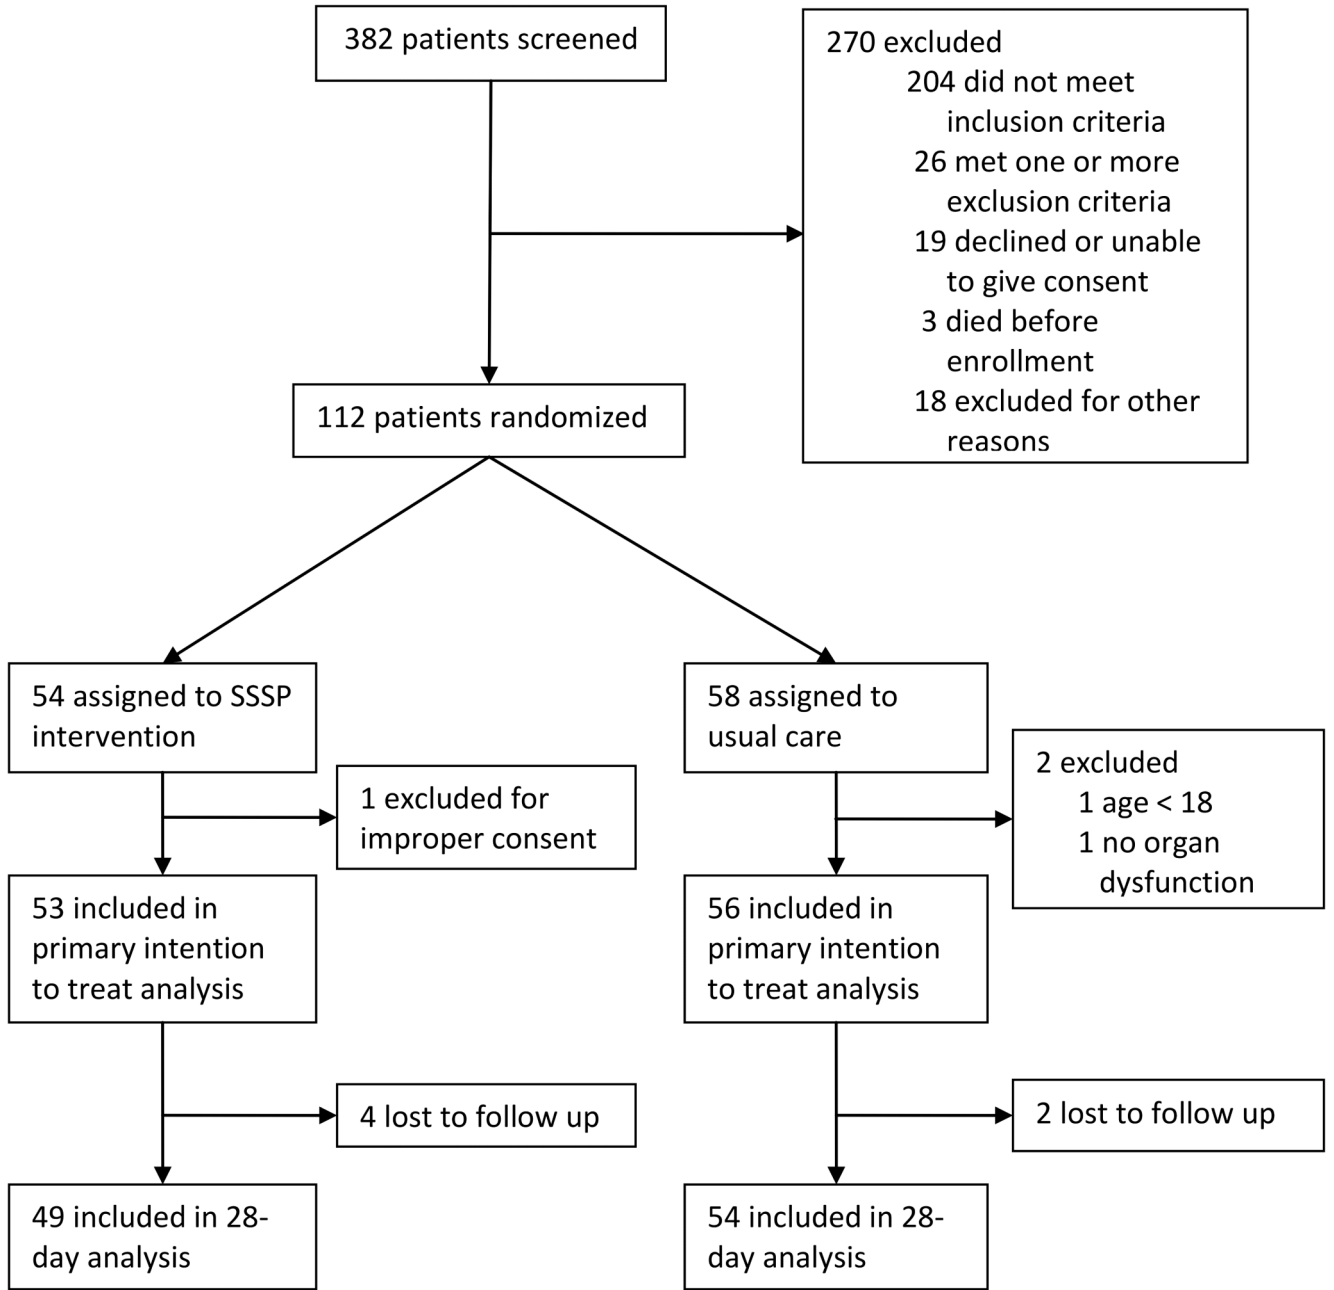 382 patients screened
270 excluded
204 did not meet
inclusion criteria
26 met one or more
exclusion criteria
19 declined or unable
to give consent
3 died before
enrollment
18 excluded for other
reasons
112 patients randomized
54 assigned to SSSP
intervention
58 assigned to
usual care
1 excluded for
improper consent
2 excluded
1 age < 18
1 no organ
dysfunction
53 included in
primary intention
to treat analysis
56 included in
primary intention
to treat analysis
4 lost to follow up
2 lost to follow up
49 included in 28-
day analysis
54 included in 28-
day analysis